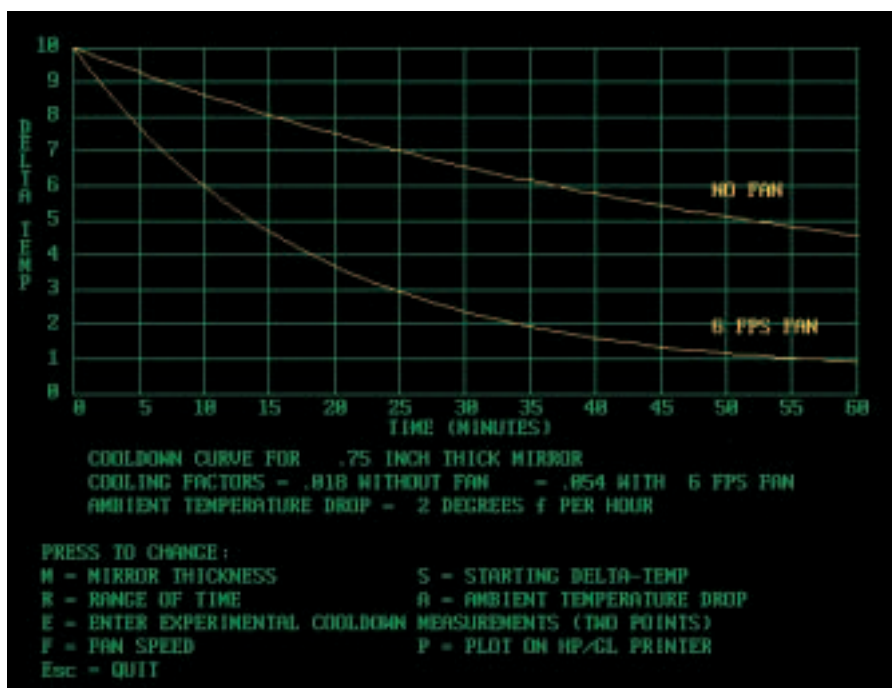 10
9
8
7
6
5
4
3
2
1
0
DELTA TEMP
NO FAN
6 FPS FAN
0 5 10 15 20 25 30 35 40 45 50 55 60
TIME (MINUTES)
COOLDOWN CURVE FOR .75 INCH THICK MIRROR
COOLING FACTORS - .018 WITHOUT FAN - .054 WITH 6 FPS FAN
AMBIENT TEMPERATURE DROP - 2 DEGREES f PER HOUR
PRESS TO CHANGE:
M - MIRROR THICKNESS S - STARTING DELTA-TEMP
R - RANGE OF TIME A - AMBIENT TEMPERATURE DROP
E - ENTER EXPERIMENTAL COOLDOWN MEASUREMENTS (TWO POINTS)
F - FAN SPEED P - PLOT ON HP/CL PRINTER
Esc - QUIT